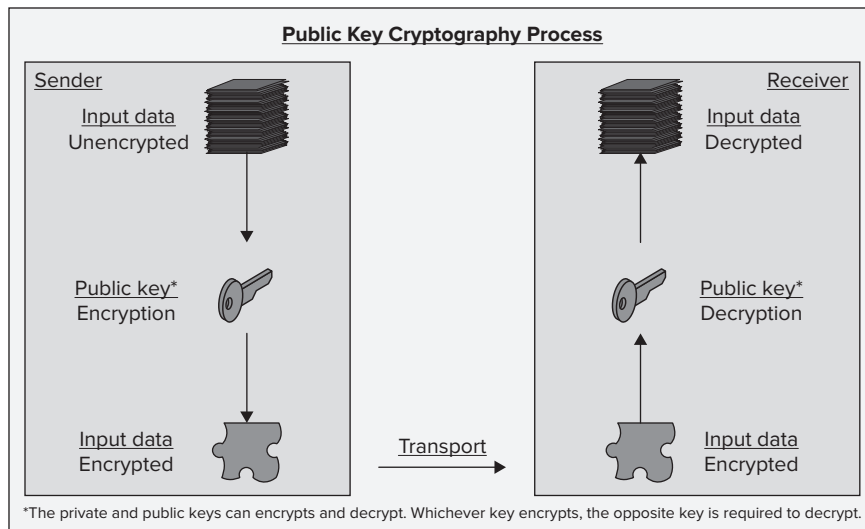 Public Key Cryptography Process
Sender
Input data
Unencrypted
Public key*
Encryption
Input data
Encrypted
Transport
Receiver
Input data
Decrypted
Public key*
Decryption
Input data
Encrypted
*The private and public keys can encrypts and decrypt. Whichever key encrypts, the opposite key is required to decrypt.